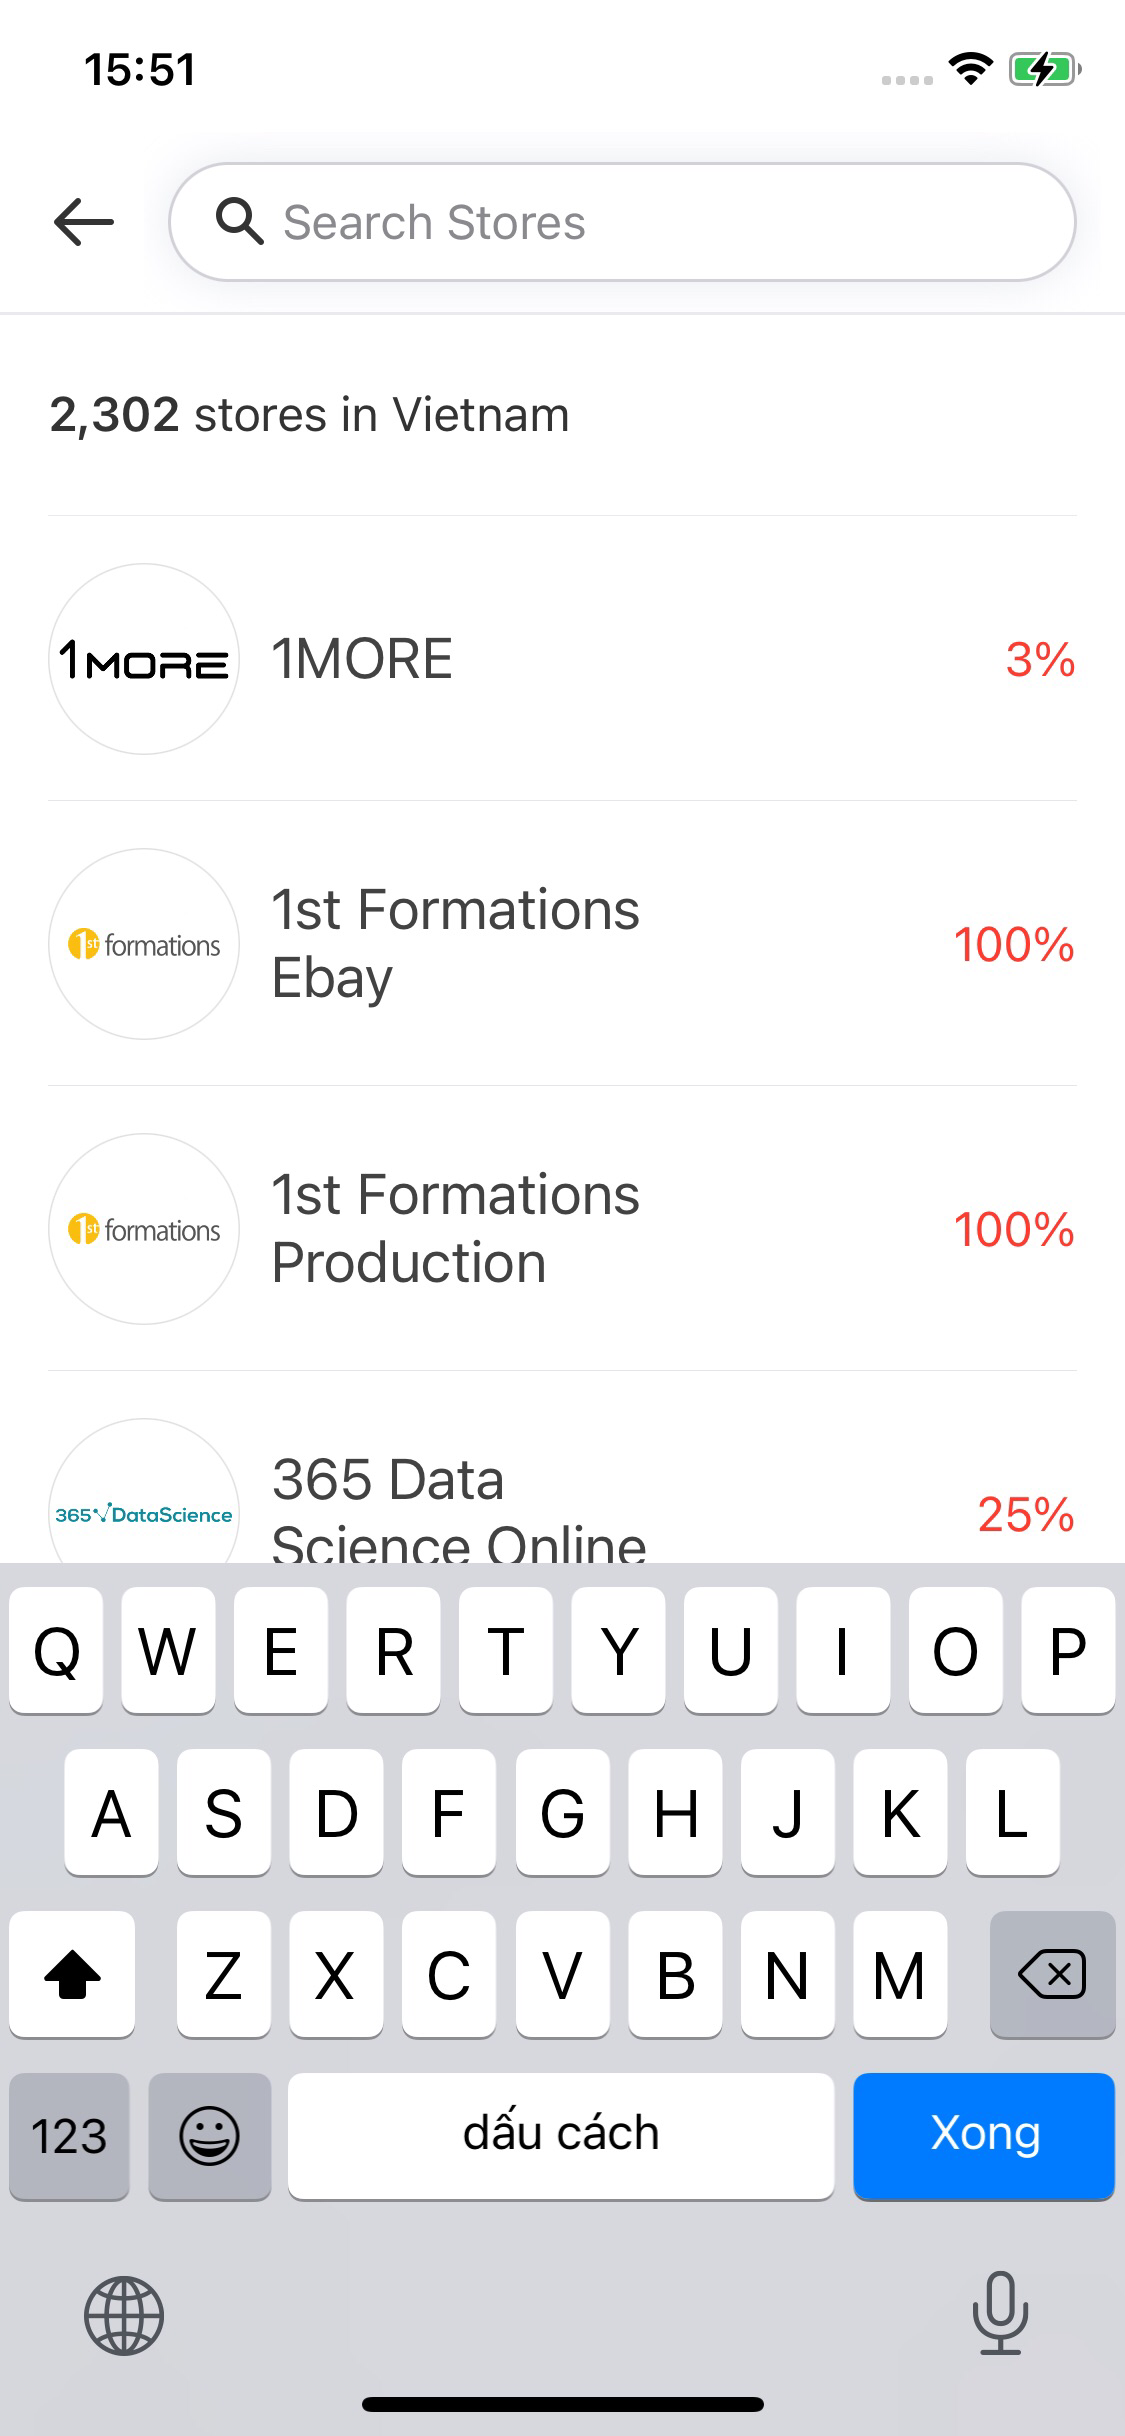 15:51
Search Stores
2,302 stores in Vietnam
1MORE
1MORE
3%
1st formations
1st Formations
Ebay
100%
1st formations
1st Formations
Production
100%
365 DataScience
365 Data
Science Online
25%
Q W E R T Y U I O P
A S D F G H J K L
Z X C V B N M
123
dấu cách
Xong